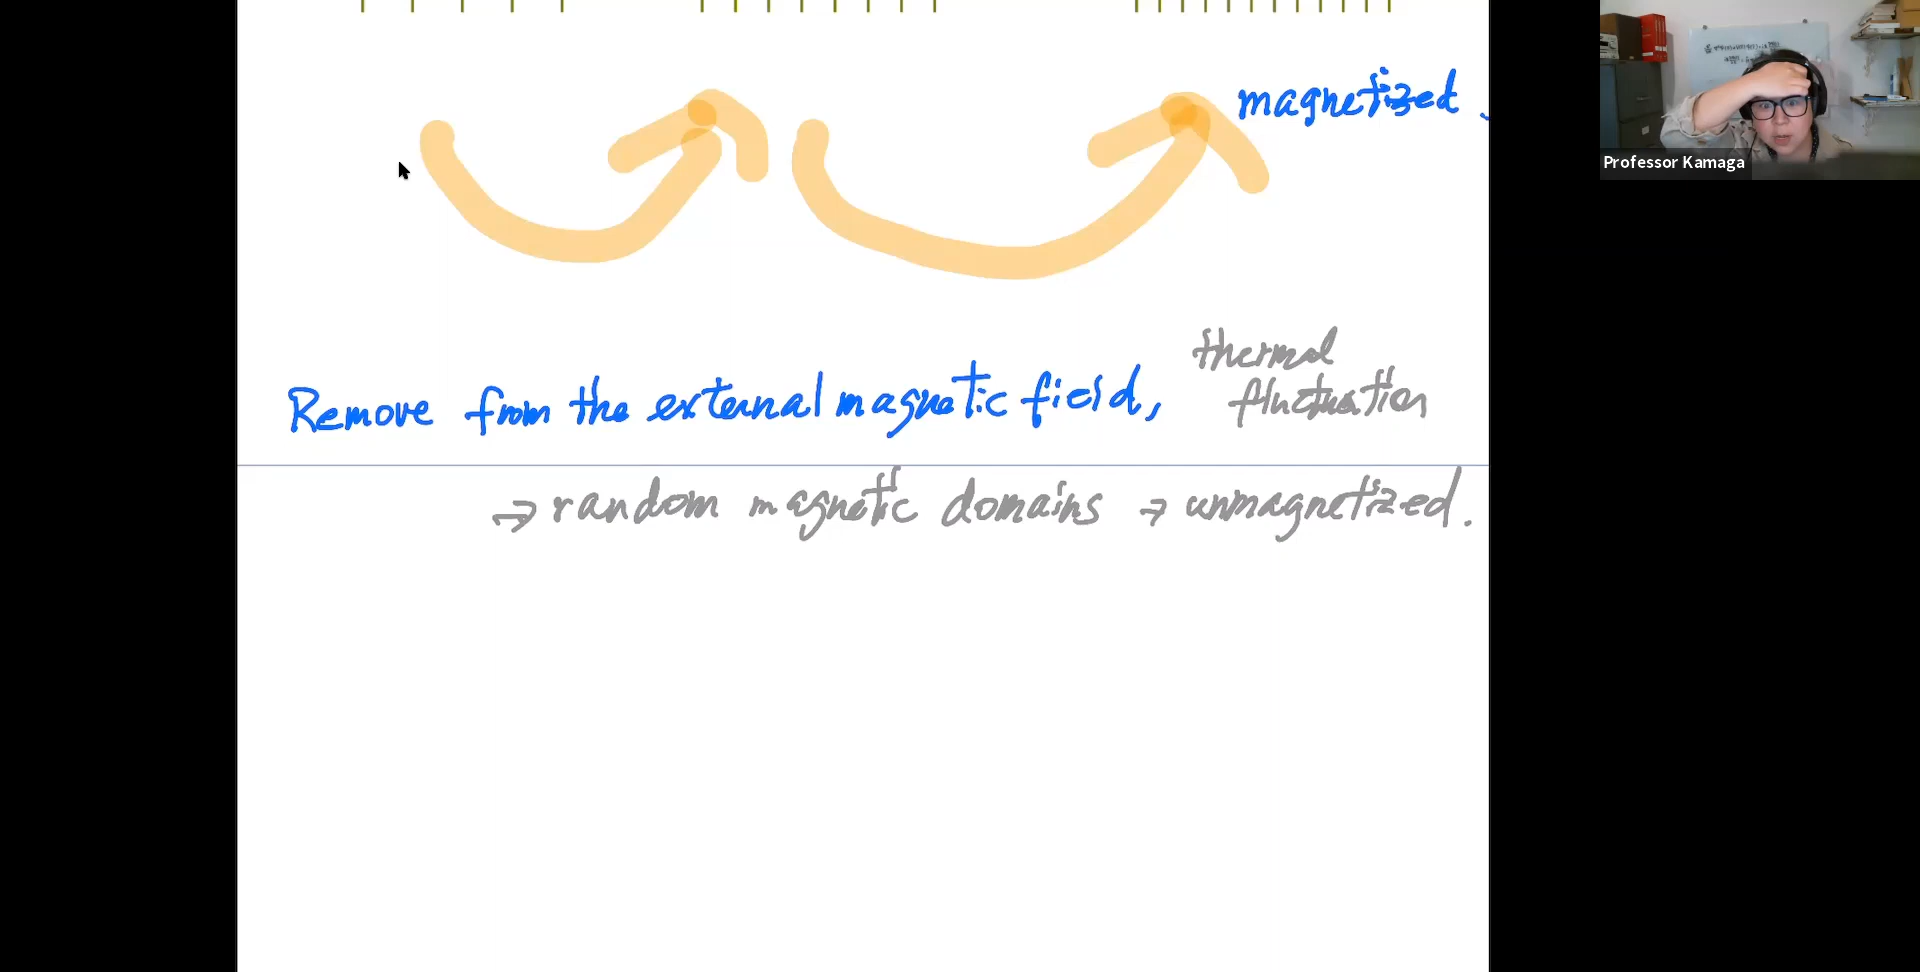 magnetized.
Remove from the external magnetic field,
thermal
fluctuation
→ random magnetic domains → unmagnetized.
Professor Kamaga